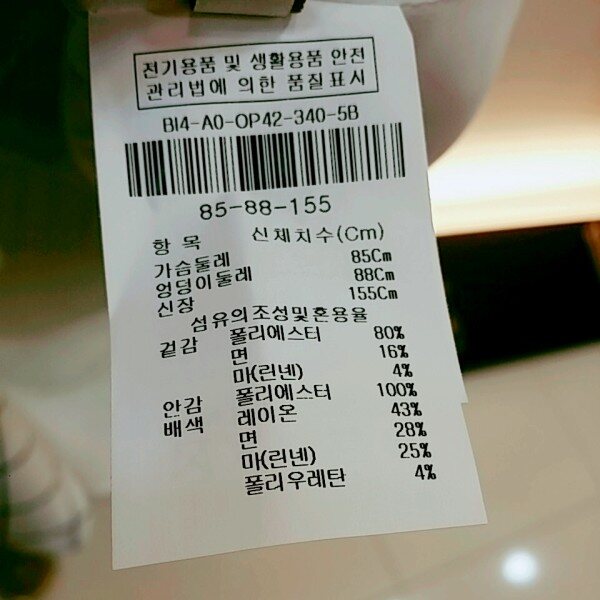 전기용품 및 생활용품 안전
관리법에 의한 품질표시
BI4-A0-OP42-340-5B
85-88-155
항 목 신체치수(Cm)
가슴둘레 85Cm
엉덩이둘레 88Cm
신장 155Cm
섬유의조성및혼용율
겉감 폴리에스터 80%
면 16%
마(린넨) 4%
안감 폴리에스터 100%
배색 레이온 43%
면 28%
마(린넨) 25%
폴리우레탄 4%